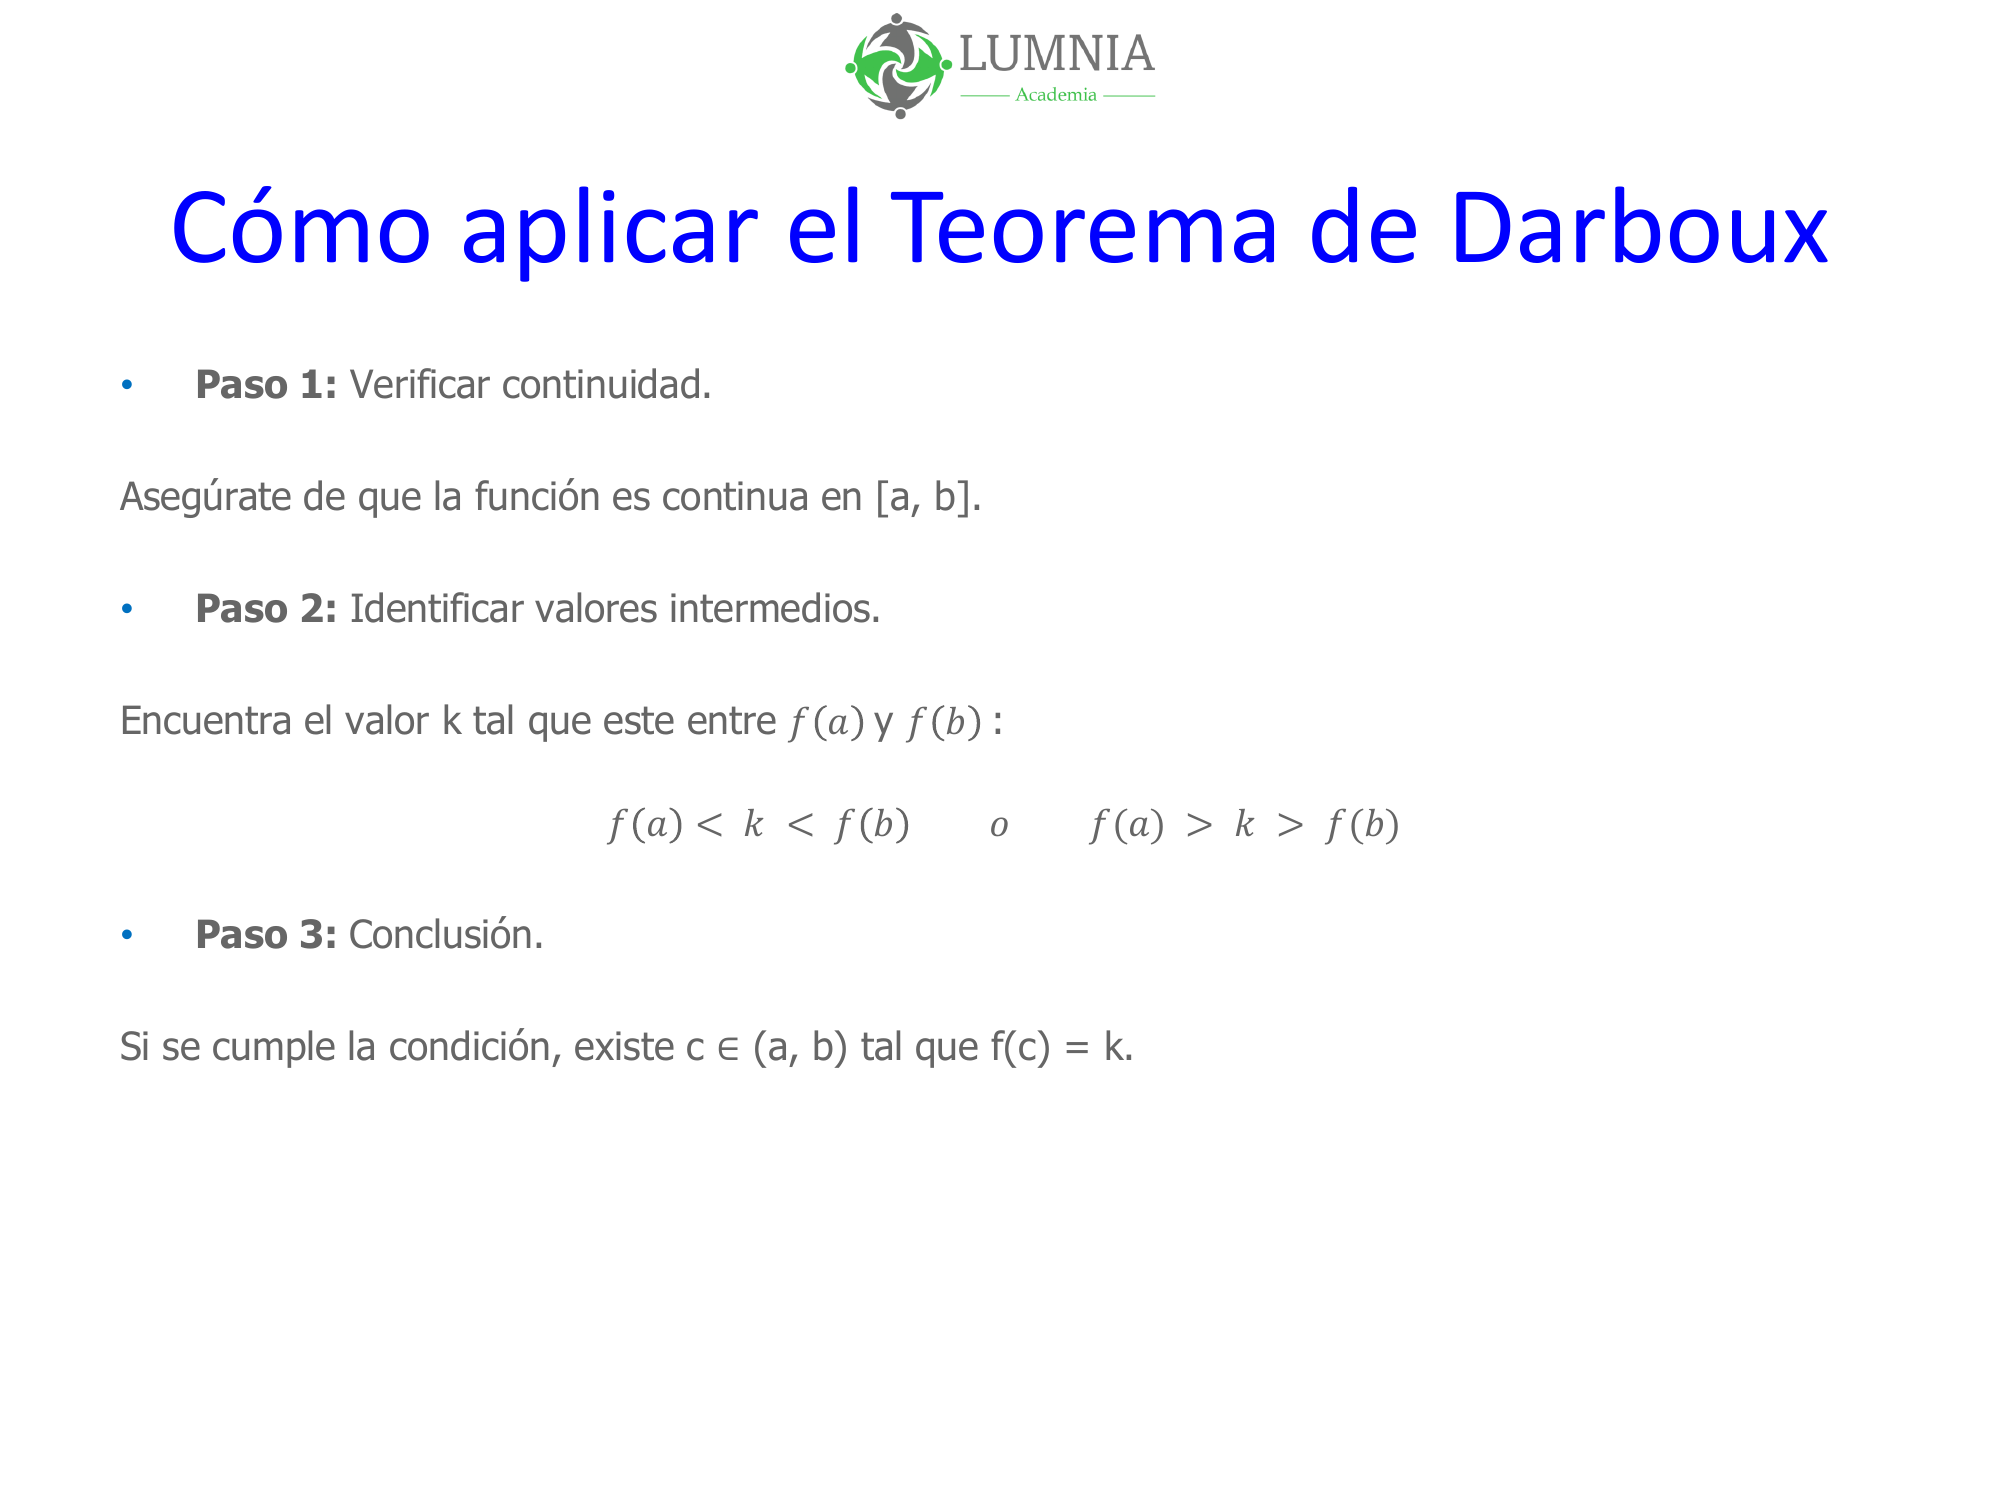 LUMNIA
Academia
Cómo aplicar el Teorema de Darboux
• Paso 1: Verificar continuidad.
Asegúrate de que la función es continua en [a, b].
• Paso 2: Identificar valores intermedios.
Encuentra el valor k tal que este entre f(a) y f(b) :
f(a) < k < f(b) o f(a) > k > f(b)
• Paso 3: Conclusión.
Si se cumple la condición, existe c ∈ (a, b) tal que f(c) = k.